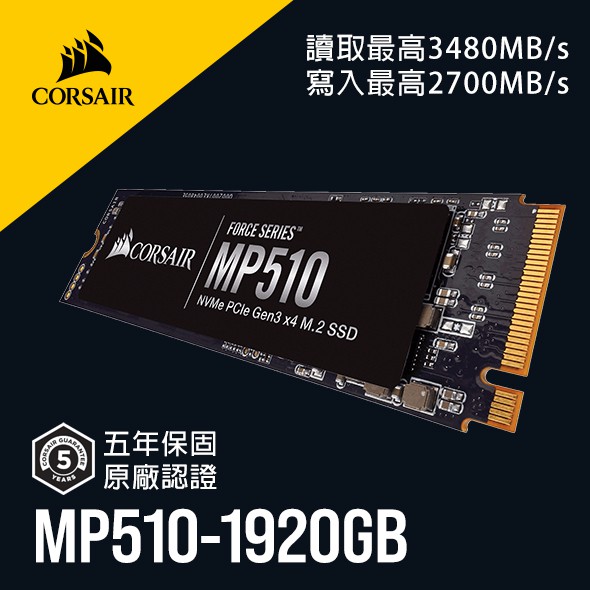 CORSAIR
讀取最高3480MB/s
寫入最高2700MB/s
CORSAIR
FORCE SERIES™
MP510
NVMe PCIe Gen3 x4 M.2 SSD
CORSAIR GUARANTEE
5
YEARS
五年保固
原廠認證
MP510-1920GB